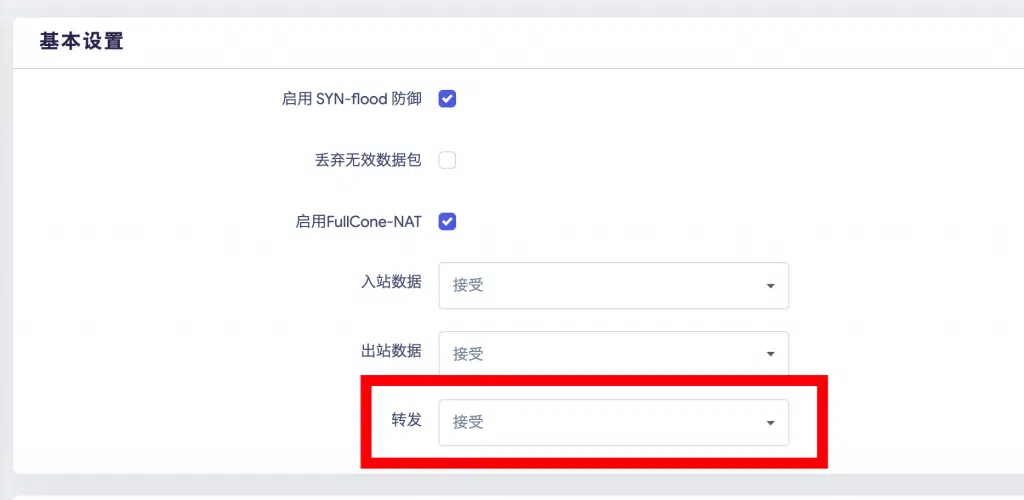 基本设置
启用 SYN-flood 防御
丢弃无效数据包
启用FullCone-NAT
入站数据 接受
出站数据 接受
转发 接受